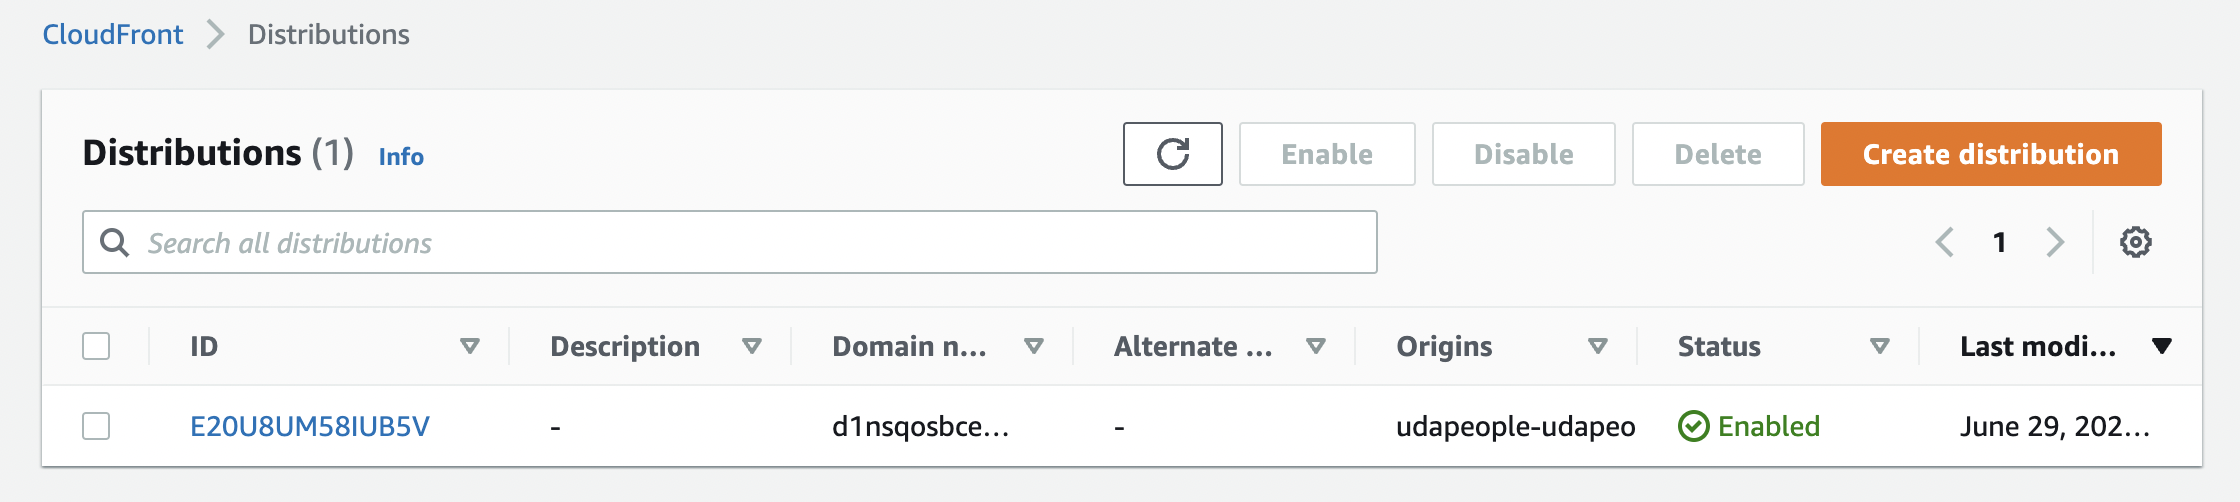 CloudFront > Distributions
Distributions (1) Info
Enable Disable Delete Create distribution
Search all distributions
1
ID Description Domain n... Alternate ... Origins Status Last modi...
E20U8UM58IUB5V - d1nsqosbce... - udapeople-udapeo Enabled June 29, 202...